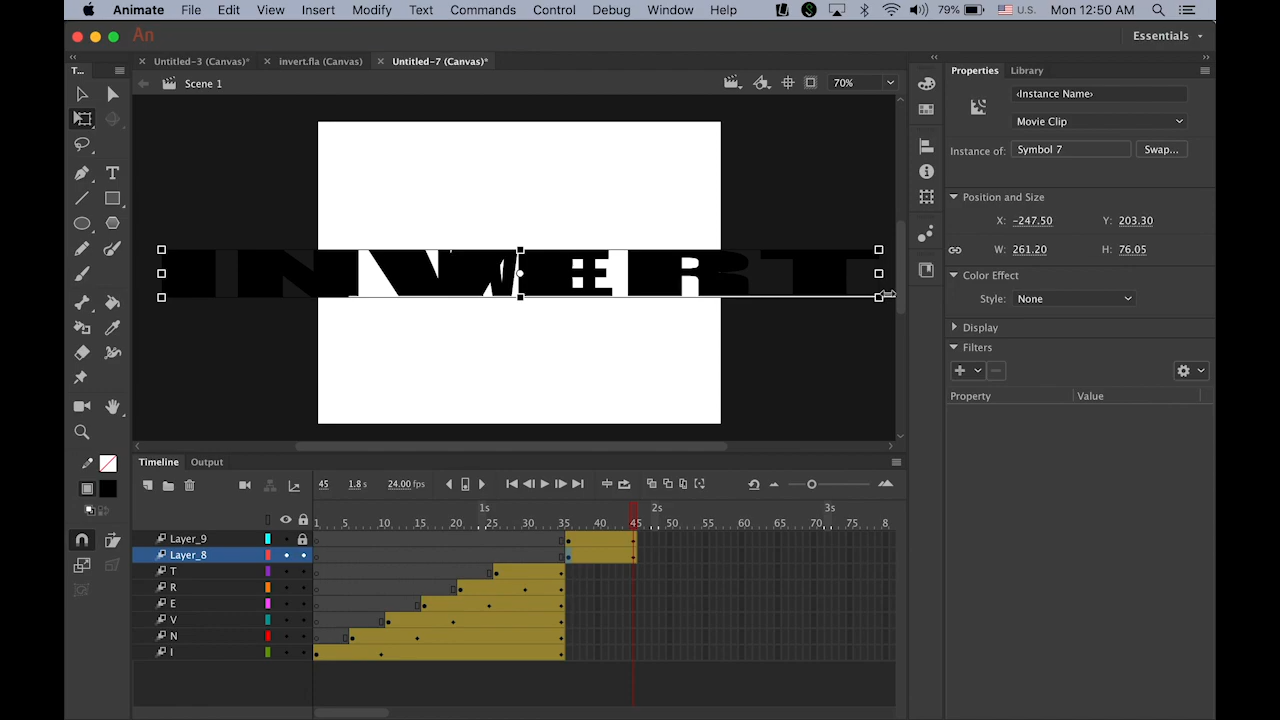 Animate File Edit View Insert Modify Text Commands Control Debug Window Help 79% U.S. Mon 12:50 AM
An Essentials
Untitled-3 (Canvas)* invert.fla (Canvas) Untitled-7 (Canvas)*
T... Properties Library
Scene 1 70%
‹Instance Name›
Movie Clip
Instance of: Symbol 7 Swap...
Position and Size
X: -247.50 Y: 203.30
W: 261.20 H: 76.05
Color Effect
Style: None
Display
Filters
Property Value
INVERT
Timeline Output
45 1.8 s 24.00 fps
1s 2s 3s
1 5 10 15 20 25 30 35 40 45 50 55 60 65 70 75 8
Layer_9
Layer_8
T
R
E
V
N
I